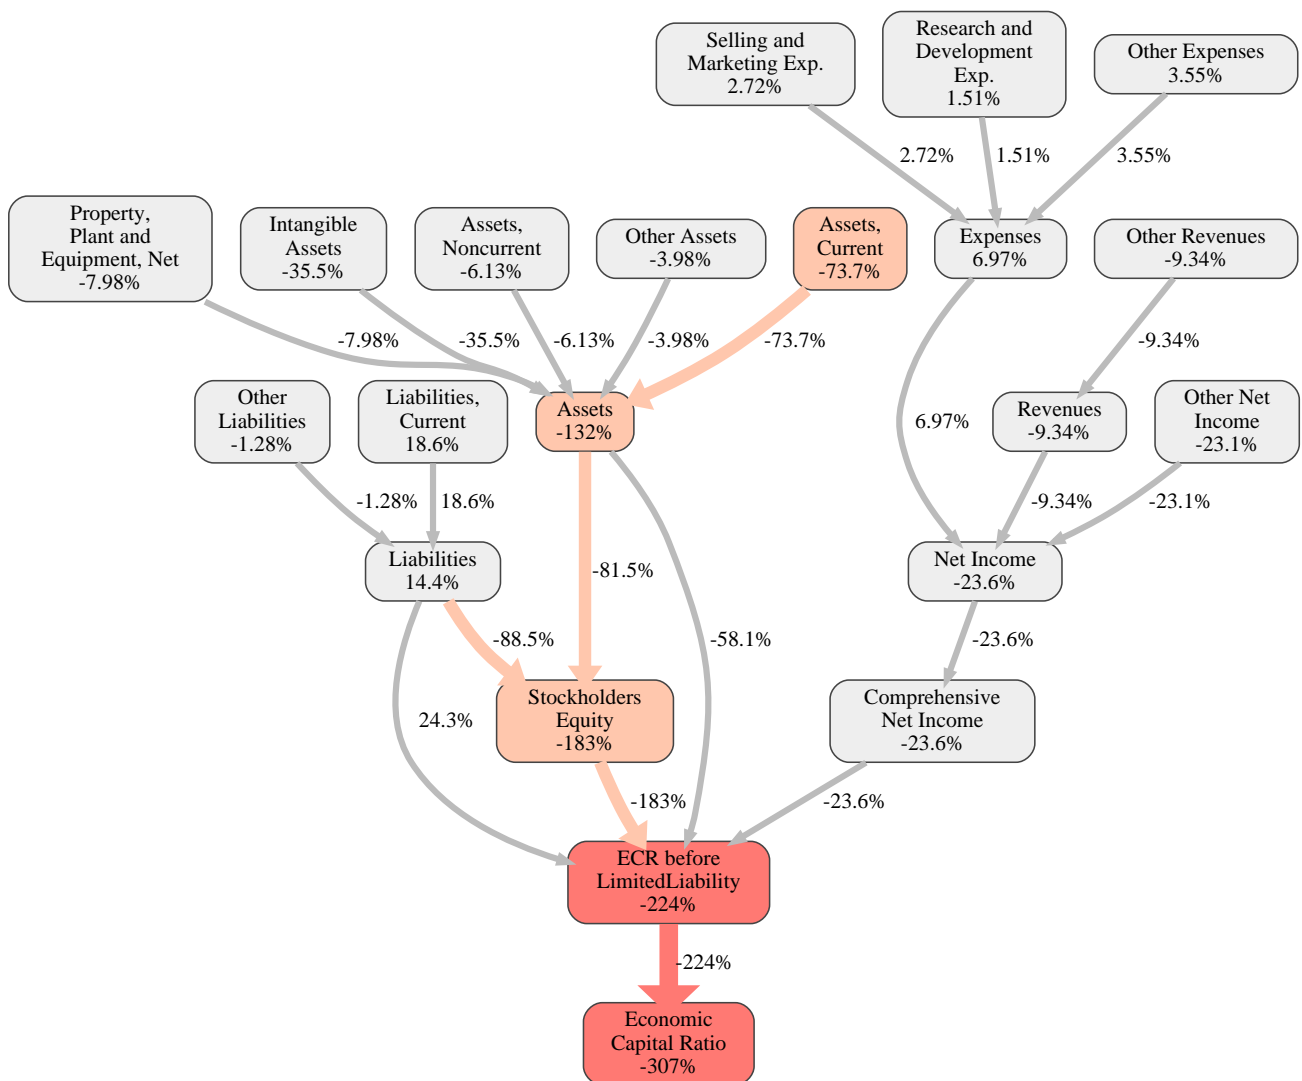 Selling and
Marketing Exp.
2.72%
Research and
Development
Exp.
1.51%
Other Expenses
3.55%
2.72%
1.51%
3.55%
Property,
Plant and
Equipment, Net
-7.98%
Intangible
Assets
-35.5%
Assets,
Noncurrent
-6.13%
Other Assets
-3.98%
Assets,
Current
-73.7%
Expenses
6.97%
Other Revenues
-9.34%
-7.98%
-35.5%
-6.13%
-3.98%
-73.7%
-9.34%
Other
Liabilities
-1.28%
Liabilities,
Current
18.6%
Assets
-132%
6.97%
Revenues
-9.34%
Other Net
Income
-23.1%
-1.28%
18.6%
-9.34%
-23.1%
Liabilities
14.4%
-81.5%
Net Income
-23.6%
-88.5%
-58.1%
-23.6%
24.3%
Stockholders
Equity
-183%
Comprehensive
Net Income
-23.6%
-183%
-23.6%
ECR before
LimitedLiability
-224%
-224%
Economic
Capital Ratio
-307%